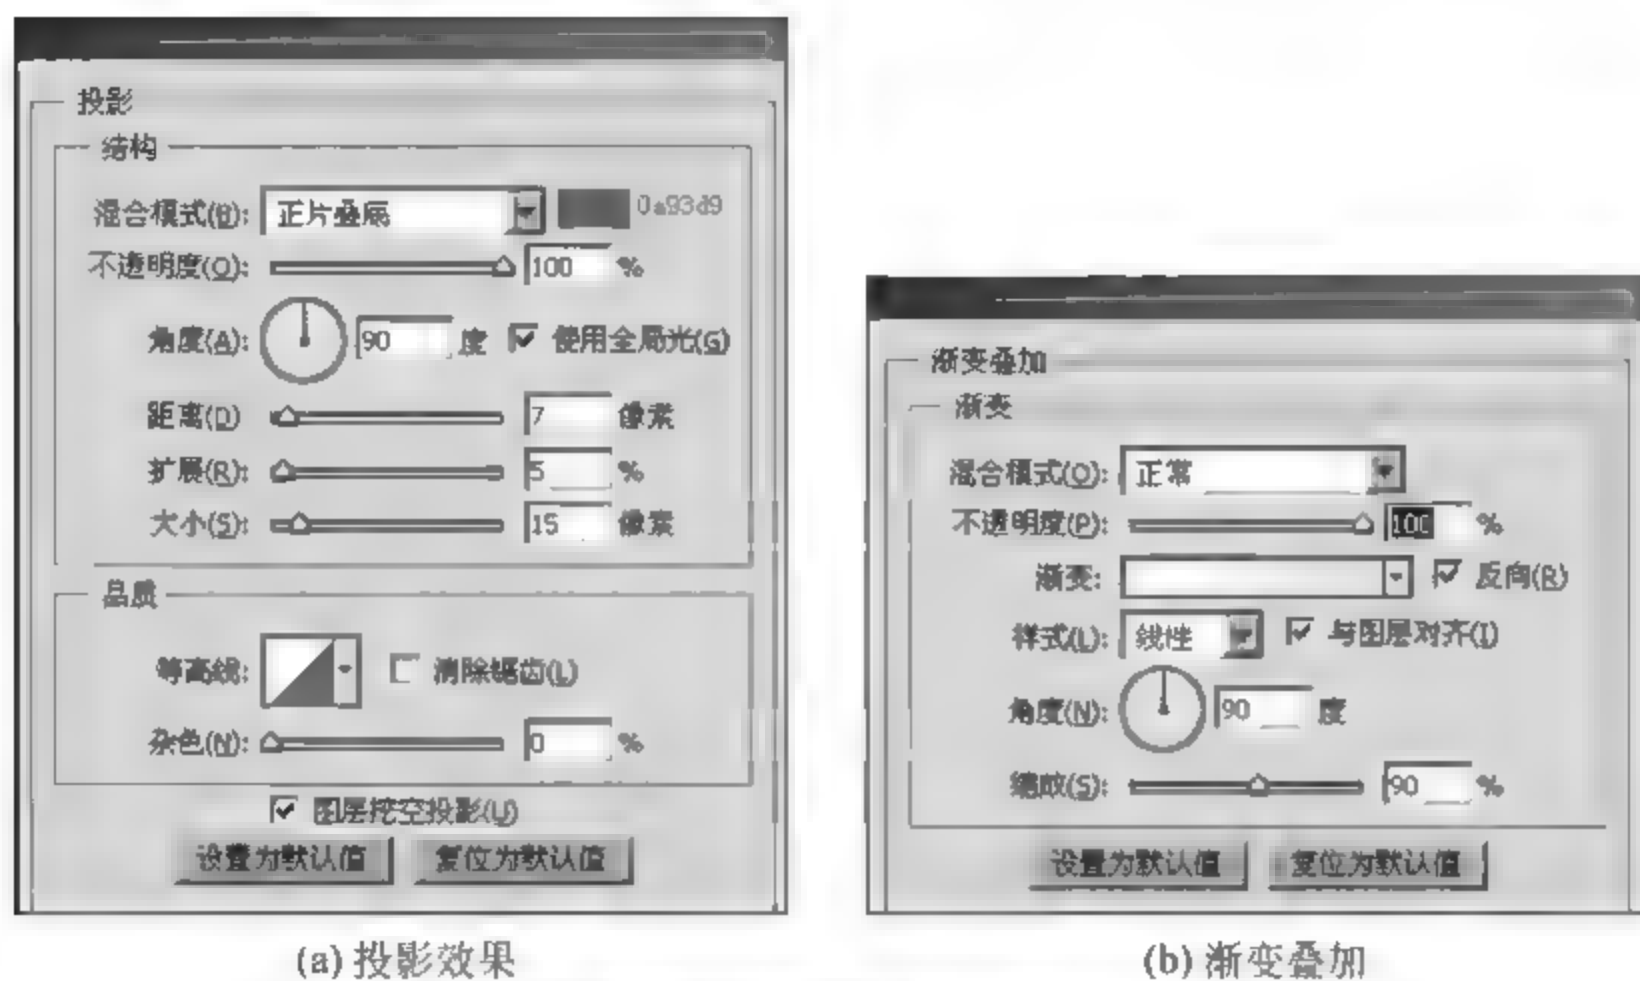 投影
结构
混合模式(B): 正片叠底 0a93d9
不透明度(O): 100 %
角度(A): 90 度 使用全局光(G)
距离(D) 7 像素
扩展(R): 5 %
大小(S): 15 像素
品质
等高线: 消除锯齿(L)
杂色(N): 0 %
图层挖空投影(U)
设置为默认值 复位为默认值
(a) 投影效果
渐变叠加
渐变
混合模式(O): 正常
不透明度(P): 100 %
渐变: 反向(R)
样式(L): 线性 与图层对齐(I)
角度(N): 90 度
缩放(S): 90 %
设置为默认值 复位为默认值
(b) 渐变叠加